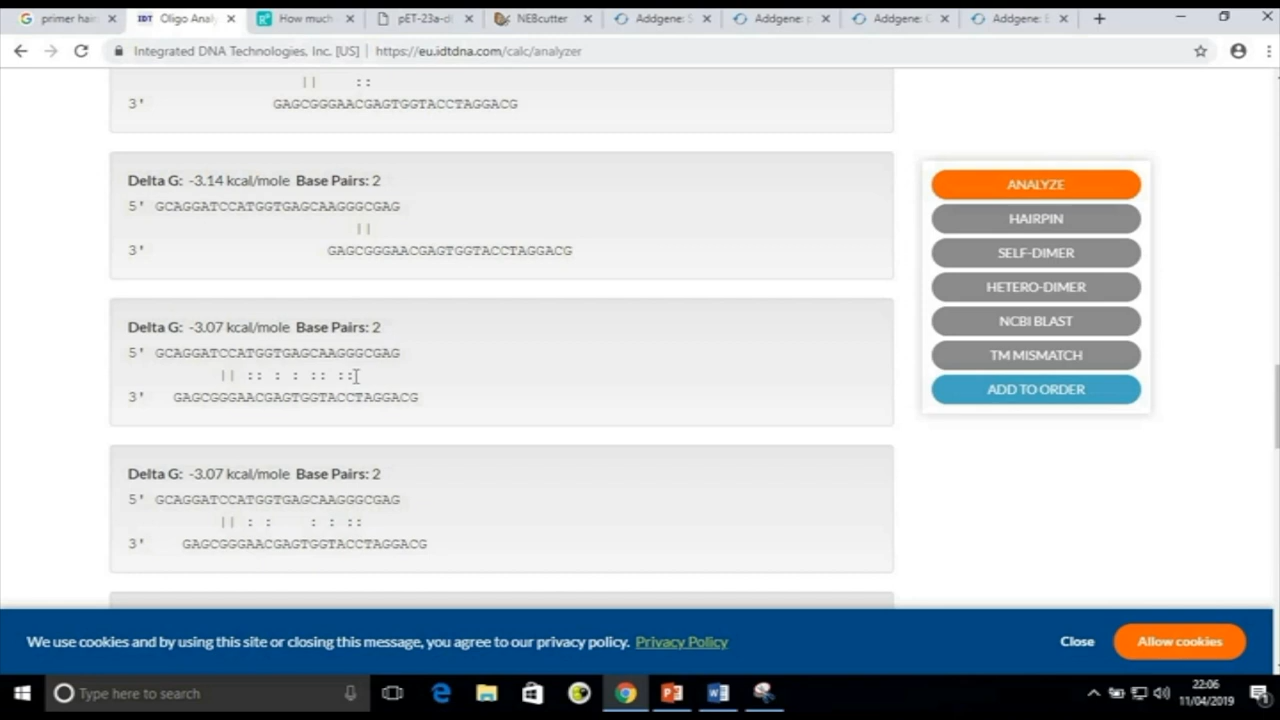 primer hair
IDT Oligo Anal
How much
pET-23a-d
NEBcutter
Addgene: S
Addgene: p
Addgene:
Addgene:
Integrated DNA Technologies, Inc. [US] | https://eu.idtdna.com/calc/analyzer
|| ::
3' GAGCGGGAACGAGTGGTACCTAGGACG
Delta G: -3.14 kcal/mole Base Pairs: 2
5' GCAGGATCCATGGTGAGCAAGGGCGAG
||
3' GAGCGGGAACGAGTGGTACCTAGGACG
Delta G: -3.07 kcal/mole Base Pairs: 2
5' GCAGGATCCATGGTGAGCAAGGGCGAG
|| :: : : :: ::
3' GAGCGGGAACGAGTGGTACCTAGGACG
Delta G: -3.07 kcal/mole Base Pairs: 2
5' GCAGGATCCATGGTGAGCAAGGGCGAG
|| : : : : ::
3' GAGCGGGAACGAGTGGTACCTAGGACG
ANALYZE
HAIRPIN
SELF-DIMER
HETERO-DIMER
NCBI BLAST
TM MISMATCH
ADD TO ORDER
We use cookies and by using this site or closing this message, you agree to our privacy policy. Privacy Policy
Close
Allow cookies
Type here to search
22:06
11/04/2019